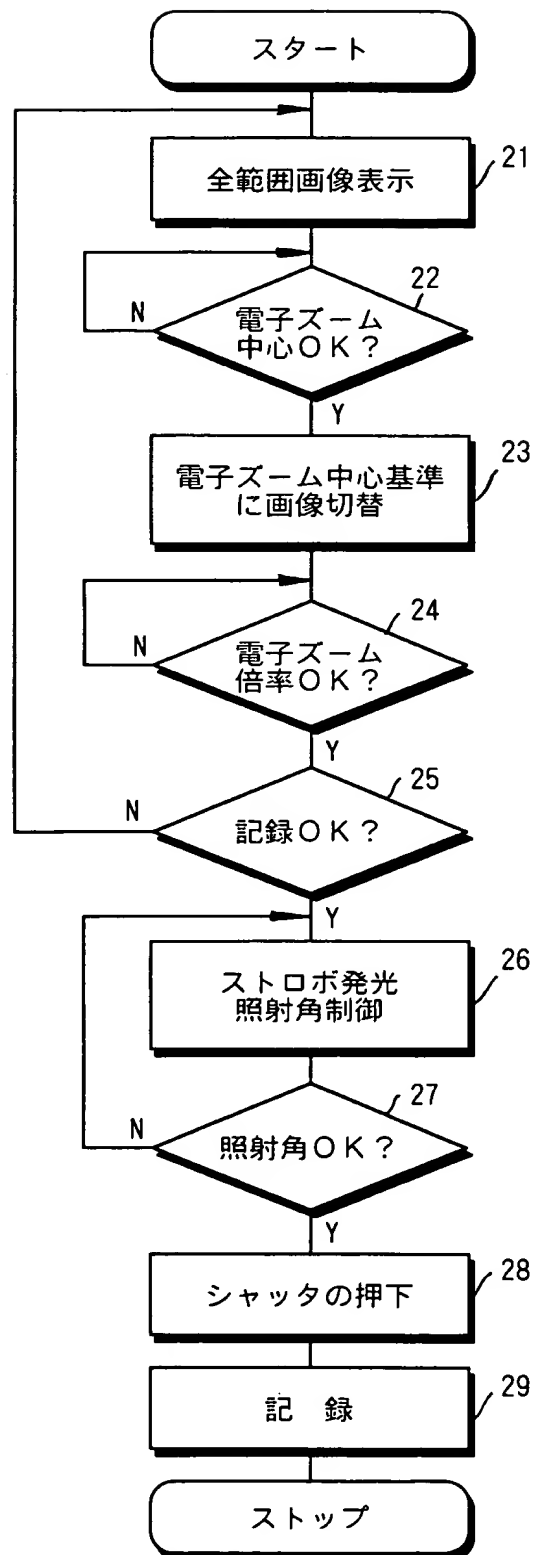 スタート
全範囲画像表示
21
22
電子ズーム
中心OK?
N
Y
23
電子ズーム中心基準
に画像切替
24
N
電子ズーム
倍率OK?
Y
25
N
記録OK?
Y
26
ストロボ発光
照射角制御
27
N
照射角OK?
Y
シャッタの押下
28
記 録
29
ストップ